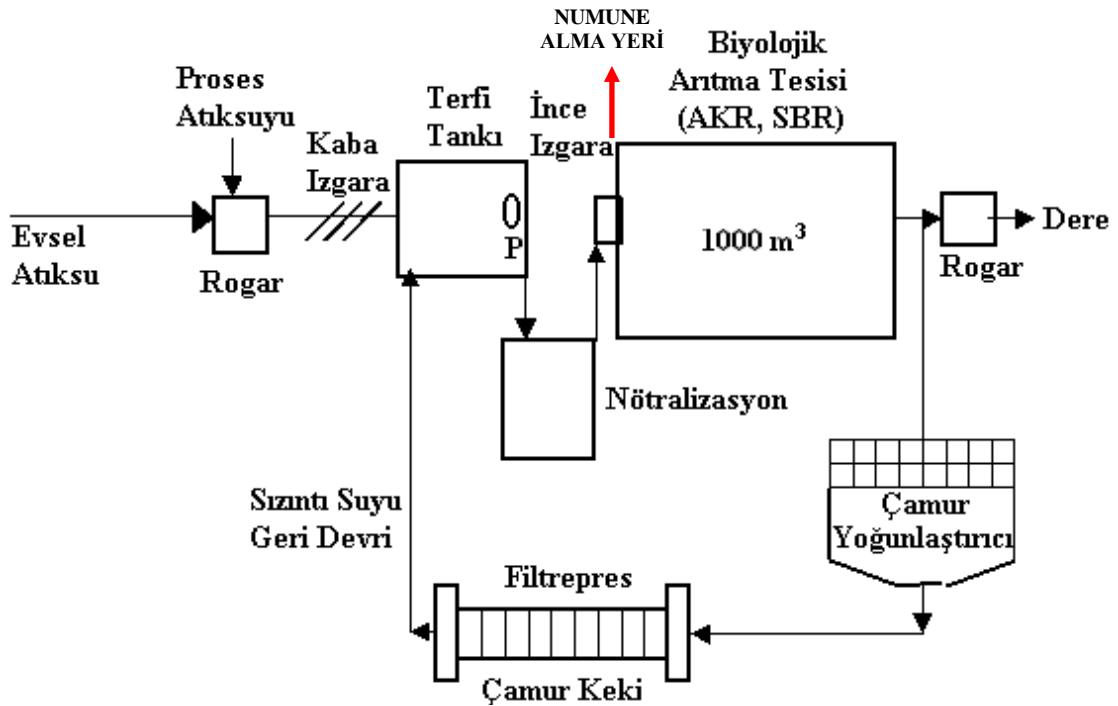 NUMUNE
ALMA YERİ
Biyolojik
Arıtma Tesisi
(AKR, SBR)
Proses
Atıksuyu
Terfi
Tankı
İnce
Izgara
Kaba
Izgara
P
1000 m³
Evsel
Atıksu
Rogar
Rogar
Dere
Nötralizasyon
Sızıntı Suyu
Geri Devri
Çamur
Yoğunlaştırıcı
Filtrepres
Çamur Keki